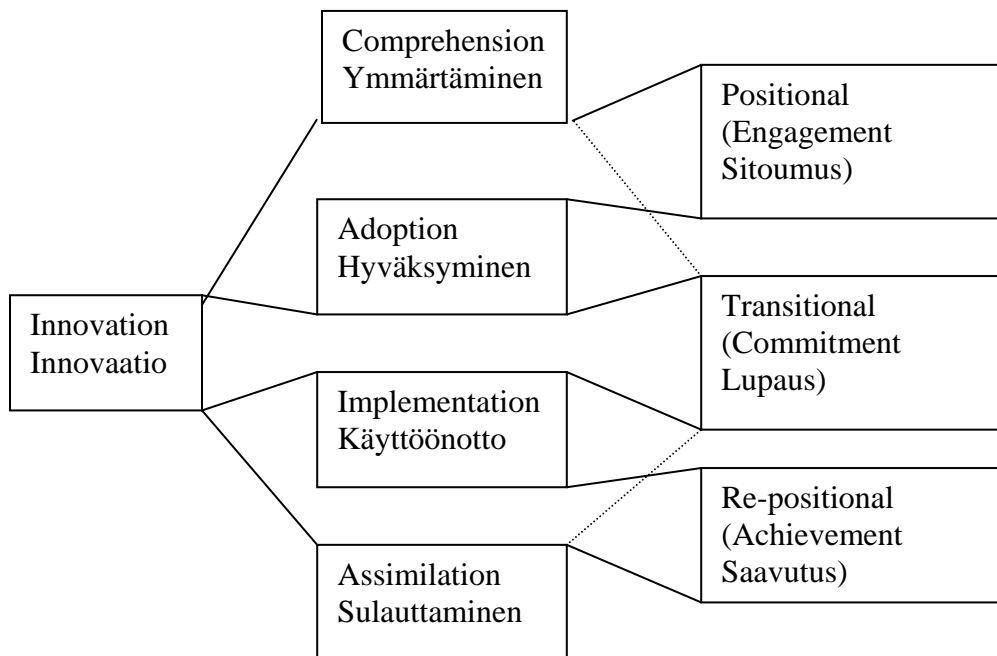 Innovation
Innovaatio
Comprehension
Ymmärtäminen
Adoption
Hyväksyminen
Implementation
Käyttöönotto
Assimilation
Sulauttaminen
Positional
(Engagement
Sitoumus)
Transitional
(Commitment
Lupaus)
Re-positional
(Achievement
Saavutus)